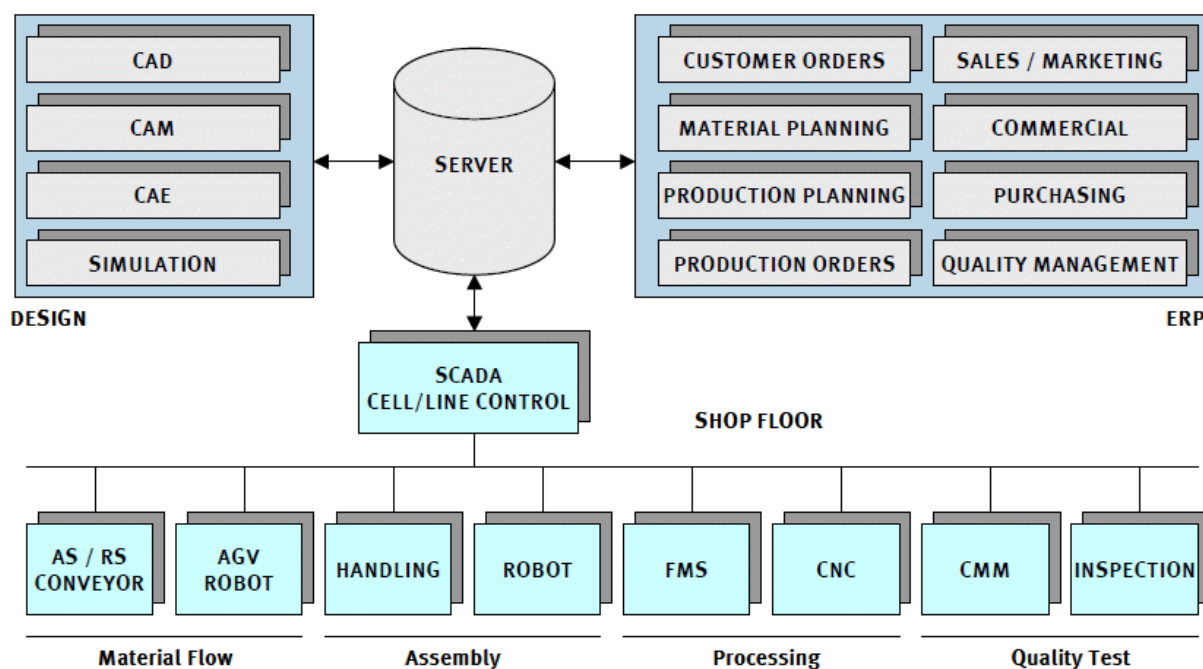 CAD
CAM
CAE
SIMULATION
DESIGN
SERVER
CUSTOMER ORDERS
SALES / MARKETING
MATERIAL PLANNING
COMMERCIAL
PRODUCTION PLANNING
PURCHASING
PRODUCTION ORDERS
QUALITY MANAGEMENT
ERP
SCADA
CELL/LINE CONTROL
SHOP FLOOR
AS / RS
CONVEYOR
AGV
ROBOT
HANDLING
ROBOT
FMS
CNC
CMM
INSPECTION
Material Flow
Assembly
Processing
Quality Test